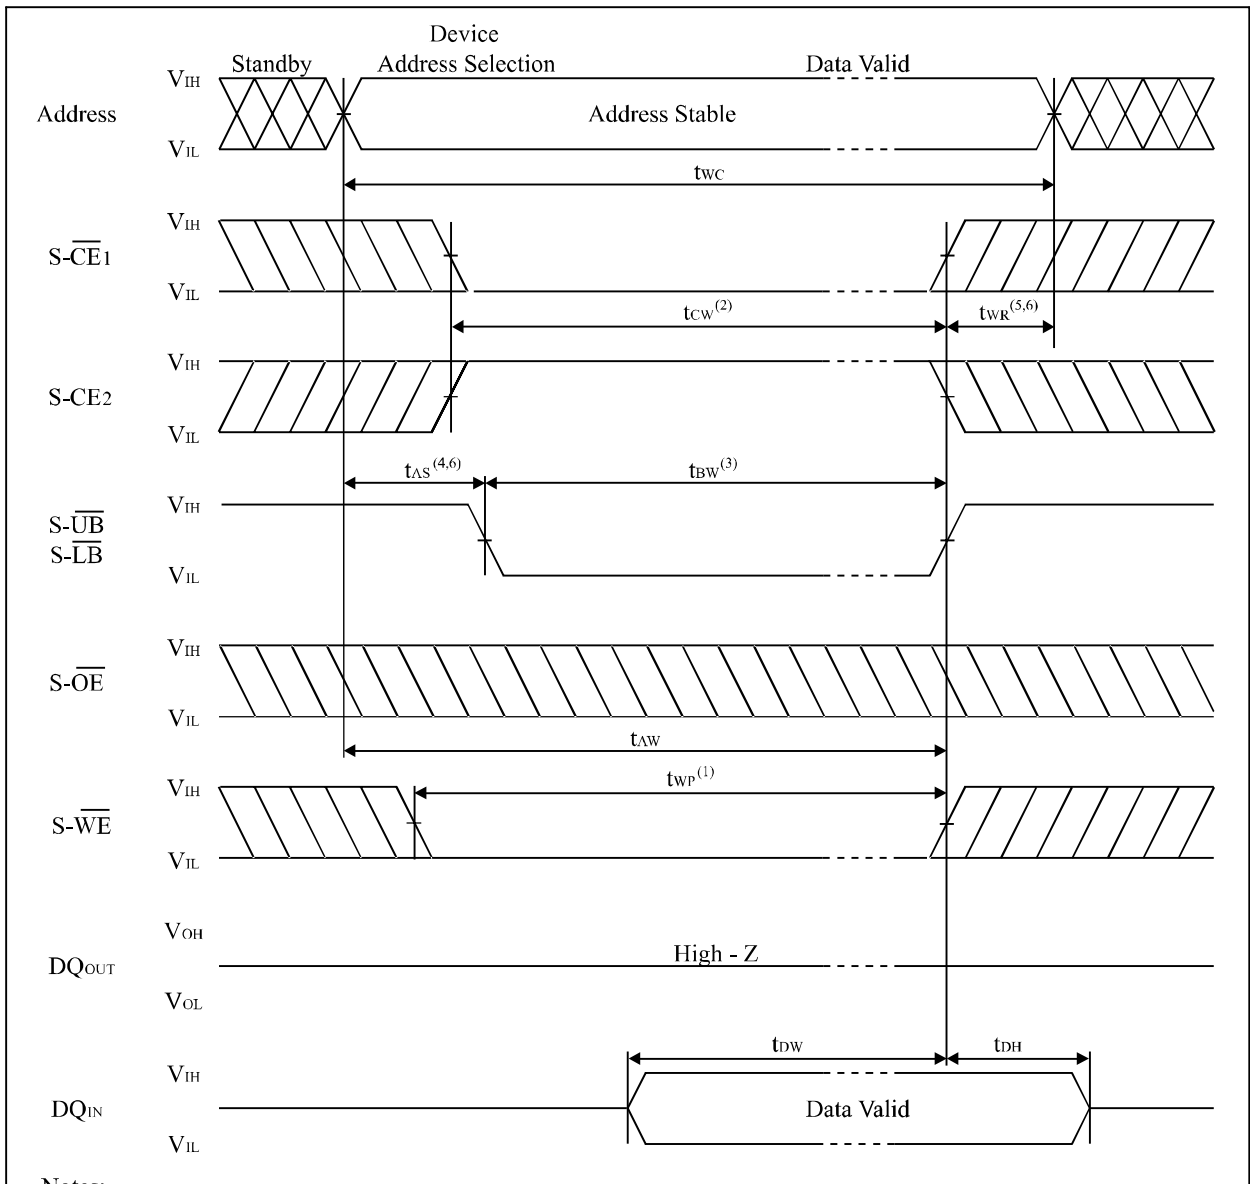 Device
Standby Address Selection Data Valid
VIH
Address Address Stable
VIL
tWC
VIH
S-CE1
VIL
tCW(2) tWR(5,6)
VIH
S-CE2
VIL
tAS(4,6) tBW(3)
VIH
S-UB
S-LB
VIL
VIH
S-OE
VIL
tAW
tWP(1)
VIH
S-WE
VIL
VOH
High - Z
DQOUT
VOL
tDW tDH
VIH
DQIN Data Valid
VIL